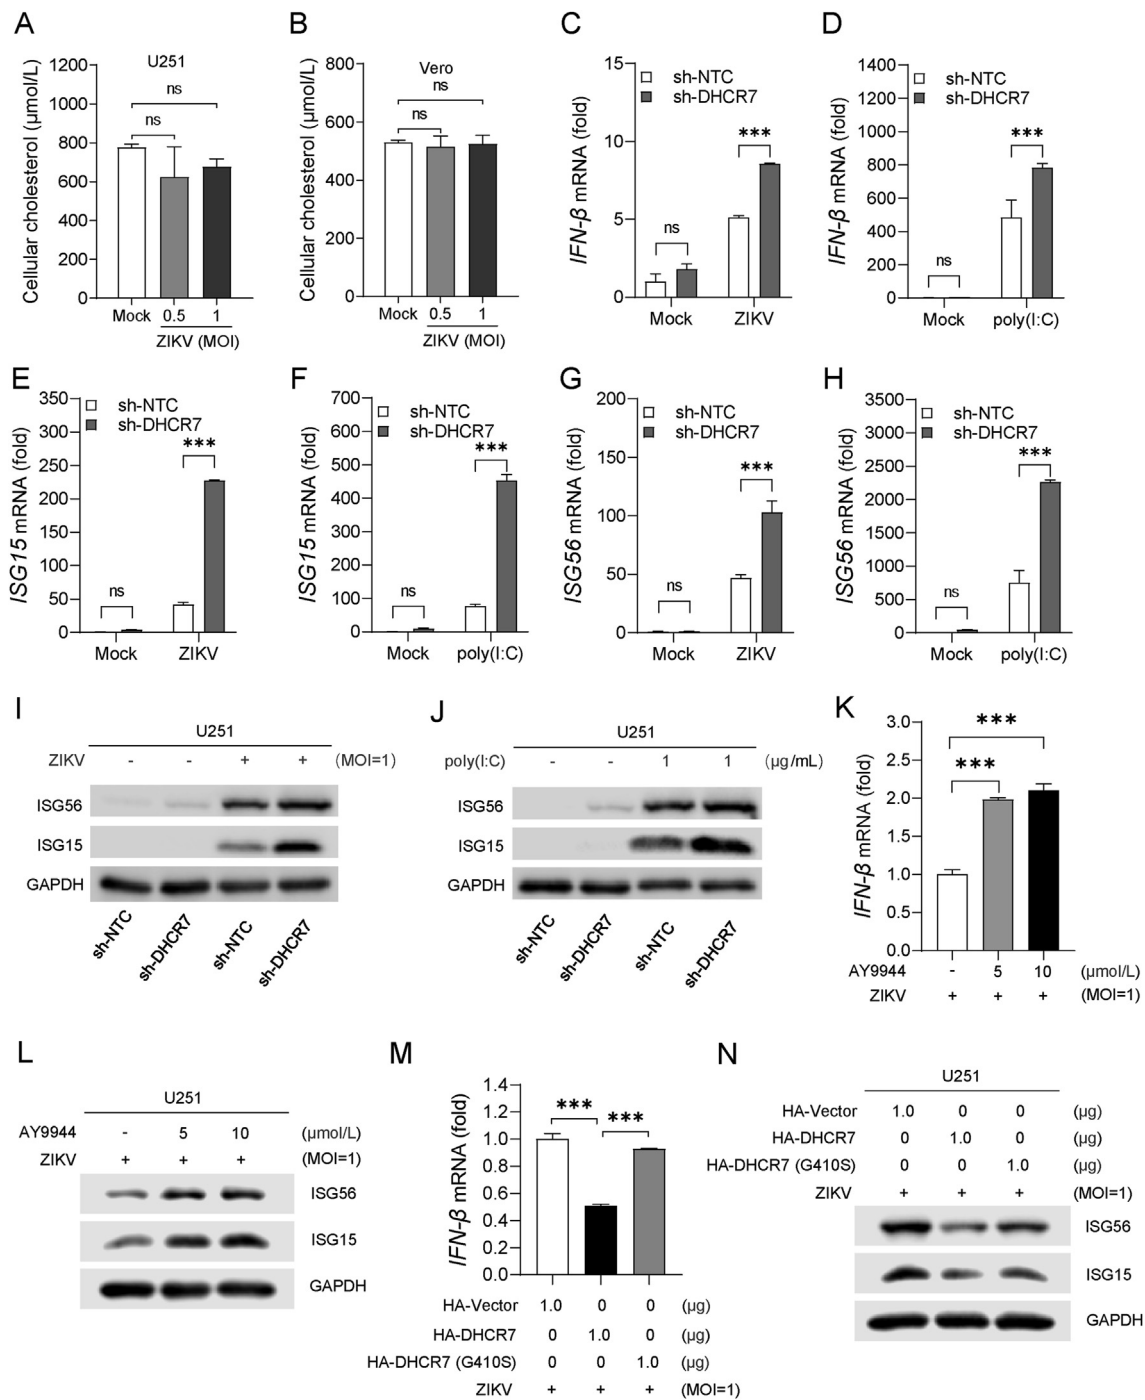 A
U251
Cellular cholesterol (µmol/L)
1200
1000
800
600
400
200
0
ns
ns
Mock 0.5 1
ZIKV (MOI)
B
Vero
Cellular cholesterol (µmol/L)
800
600
400
200
0
ns
ns
Mock 0.5 1
ZIKV (MOI)
C
sh-NTC
sh-DHCR7
IFN-β mRNA (fold)
15
10
5
0
ns
***
Mock ZIKV
D
sh-NTC
sh-DHCR7
IFN-β mRNA (fold)
1400
1200
1000
800
600
400
200
0
ns
***
Mock poly(I:C)
E
sh-NTC
sh-DHCR7
ISG15 mRNA (fold)
350
300
250
200
150
100
50
0
ns
***
Mock ZIKV
F
sh-NTC
sh-DHCR7
ISG15 mRNA (fold)
700
600
500
400
300
200
100
0
ns
***
Mock poly(I:C)
G
sh-NTC
sh-DHCR7
ISG56 mRNA (fold)
200
150
100
50
0
ns
***
Mock ZIKV
H
sh-NTC
sh-DHCR7
ISG56 mRNA (fold)
3500
3000
2500
2000
1500
1000
500
0
ns
***
Mock poly(I:C)
I
U251
ZIKV - - + + (MOI=1)
ISG56
ISG15
GAPDH
sh-NTC sh-DHCR7 sh-NTC sh-DHCR7
J
U251
poly(I:C) - - 1 1 (µg/mL)
ISG56
ISG15
GAPDH
sh-NTC sh-DHCR7 sh-NTC sh-DHCR7
K
IFN-β mRNA (fold)
3.0
2.5
2.0
1.5
1.0
0.5
0.0
***
***
AY9944 - 5 10 (µmol/L)
ZIKV + + + (MOI=1)
L
U251
AY9944 - 5 10 (µmol/L)
ZIKV + + + (MOI=1)
ISG56
ISG15
GAPDH
M
IFN-β mRNA (fold)
1.4
1.2
1.0
0.8
0.6
0.4
0.2
0.0
*** ***
HA-Vector 1.0 0 0 (µg)
HA-DHCR7 0 1.0 0 (µg)
HA-DHCR7 (G410S) 0 0 1.0 (µg)
ZIKV + + + (MOI=1)
N
U251
HA-Vector 1.0 0 0 (µg)
HA-DHCR7 0 1.0 0 (µg)
HA-DHCR7 (G410S) 0 0 1.0 (µg)
ZIKV + + + (MOI=1)
ISG56
ISG15
GAPDH